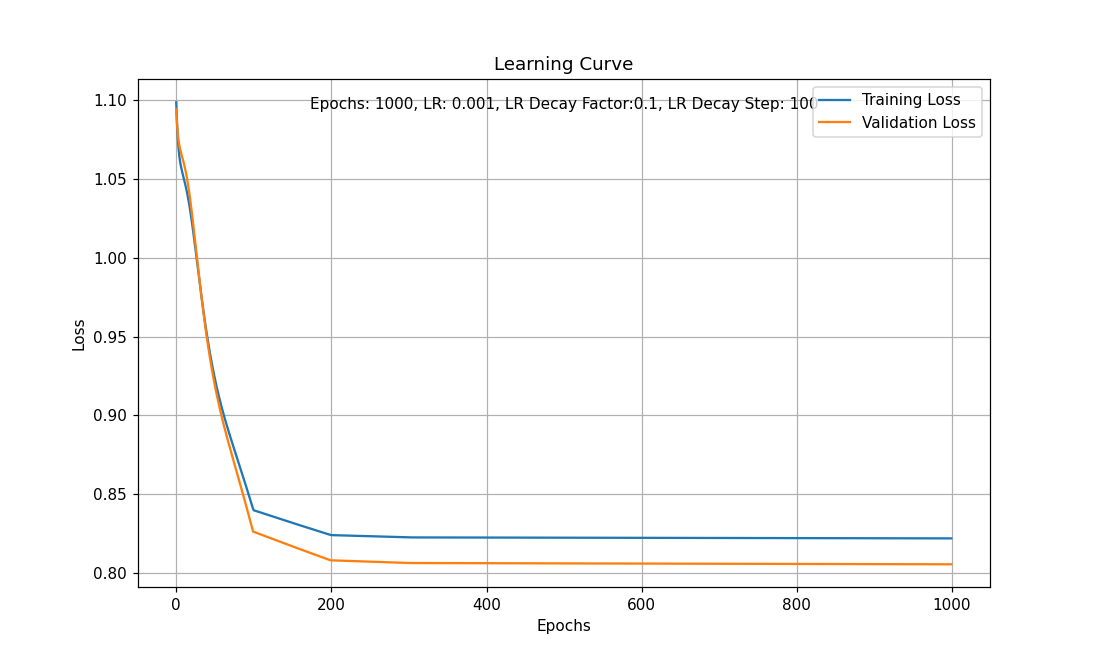 Learning Curve
Epochs: 1000, LR: 0.001, LR Decay Factor:0.1, LR Decay Step: 100
Training Loss
Validation Loss
1.10
1.05
1.00
0.95
0.90
0.85
0.80
Loss
0
200
400
600
800
1000
Epochs